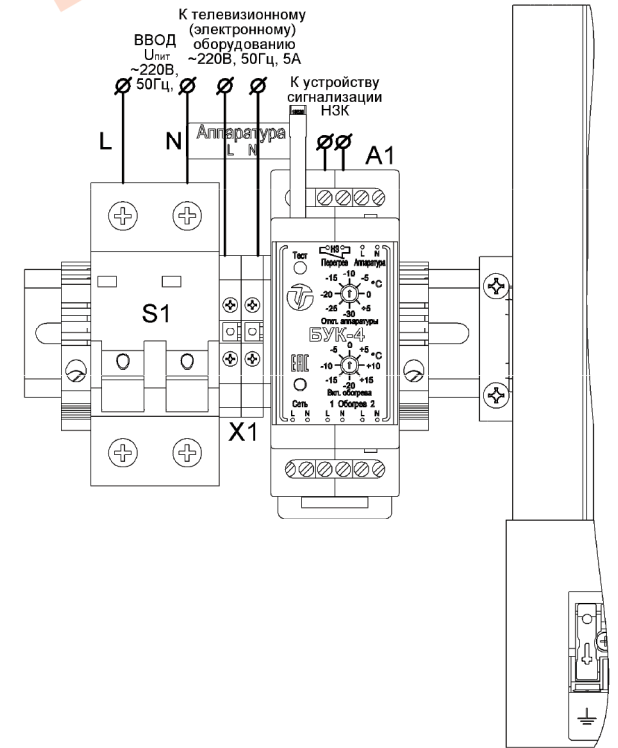 К телевизионному
(электронному)
оборудованию
~220В, 50Гц, 5А
ВВОД
Uпит
~220В,
50Гц,
К устройству
сигнализации
НЗК
L
N
Аппаратура
L N
A1
S1
X1
Тест
НЗ
L N
Перегрев Аппаратура
-15 -10 -5
°C
-20 0
-25 +5
-30
Откл. аппаратуры
БУК-4
0
-5 +5
°C
-10 +10
-15 +15
-20
Вкл. обогрева
ЕАС
Сеть 1 Обогрев 2
L N L N L N